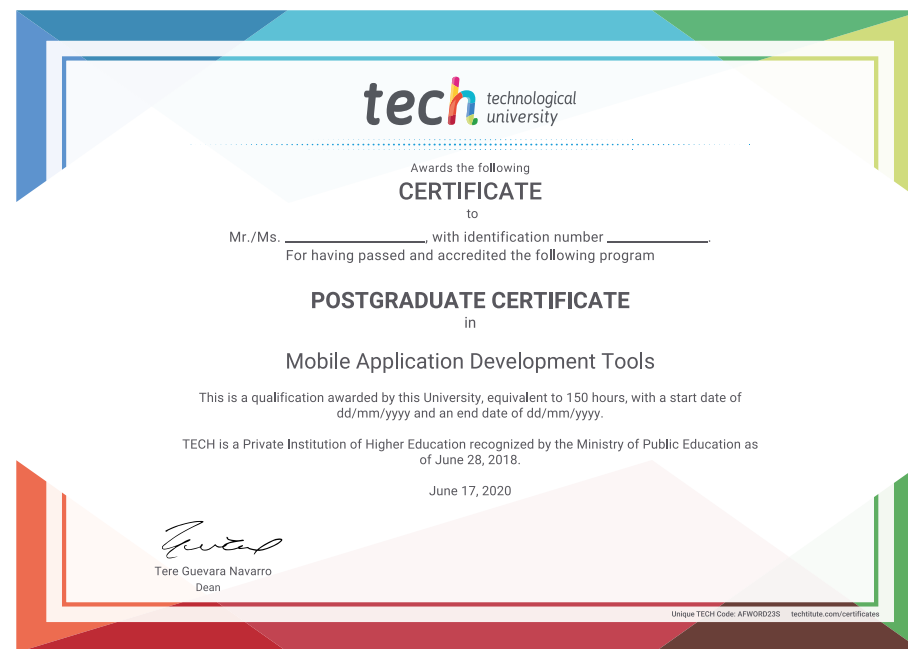 tech technological
university
Awards the following
CERTIFICATE
to
Mr./Ms. ____________________, with identification number ______________.
For having passed and accredited the following program
POSTGRADUATE CERTIFICATE
in
Mobile Application Development Tools
This is a qualification awarded by this University, equivalent to 150 hours, with a start date of
dd/mm/yyyy and an end date of dd/mm/yyyy.
TECH is a Private Institution of Higher Education recognized by the Ministry of Public Education as
of June 28, 2018.
June 17, 2020
Tere Guevara Navarro
Dean
Unique TECH Code: AFWORD23S techtitute.com/certificates